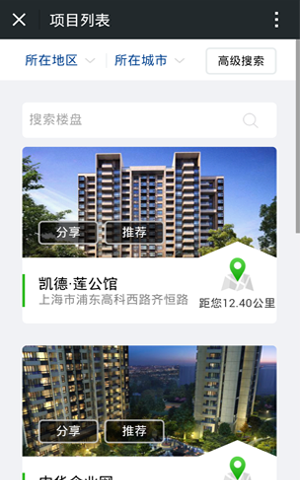 项目列表
所在地区 所在城市 高级搜索
搜索楼盘
分享 推荐
凯德·莲公馆
上海市浦东高科西路齐恒路
距您12.40公里
分享 推荐